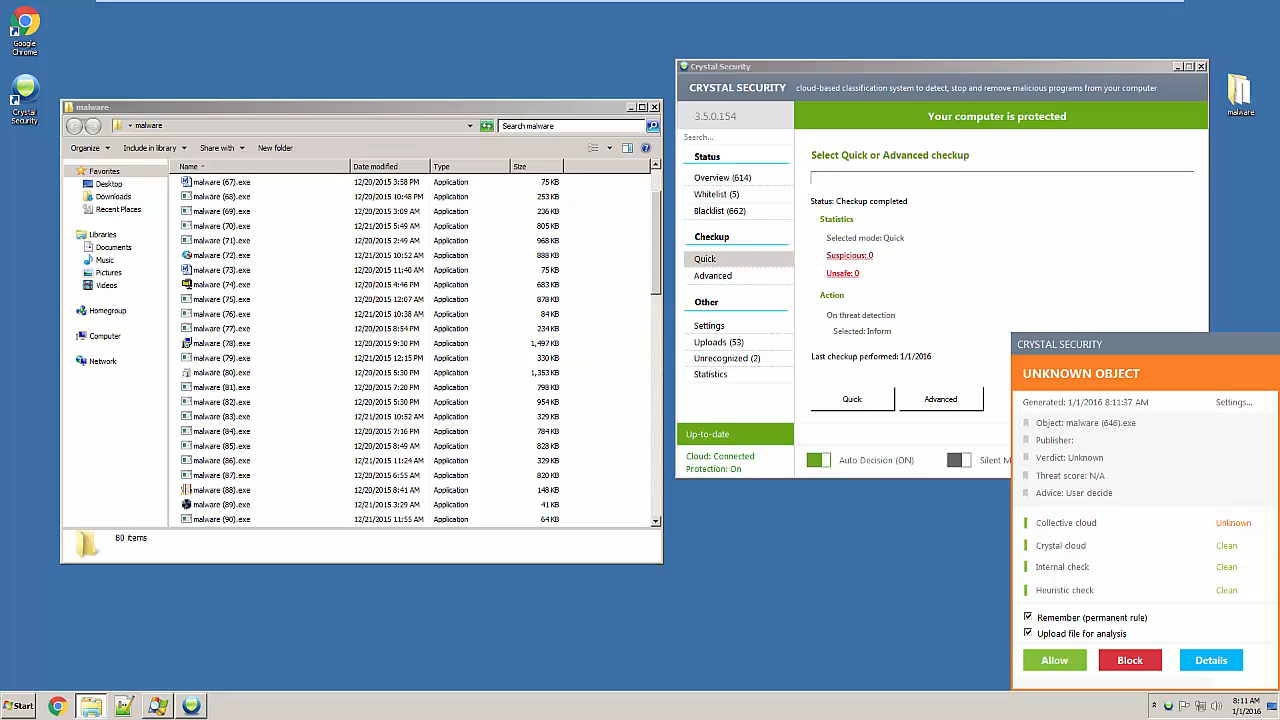 Google
Chrome
Crystal
Security
malware
malware
Search malware
Organize
Include in library
Share with
New folder
Name
Date modified
Type
Size
Favorites
Desktop
Downloads
Recent Places
Libraries
Documents
Music
Pictures
Videos
Homegroup
Computer
Network
malware (67).exe 12/20/2015 3:58 PM Application 75 KB
malware (68).exe 12/20/2015 10:48 PM Application 253 KB
malware (69).exe 12/20/2015 3:09 AM Application 236 KB
malware (70).exe 12/21/2015 5:49 AM Application 805 KB
malware (71).exe 12/20/2015 2:49 AM Application 968 KB
malware (72).exe 12/21/2015 10:52 AM Application 888 KB
malware (73).exe 12/20/2015 11:40 AM Application 75 KB
malware (74).exe 12/20/2015 4:46 PM Application 683 KB
malware (75).exe 12/20/2015 12:07 AM Application 878 KB
malware (76).exe 12/21/2015 10:38 AM Application 84 KB
malware (77).exe 12/20/2015 8:54 PM Application 234 KB
malware (78).exe 12/20/2015 9:30 PM Application 1,497 KB
malware (79).exe 12/21/2015 12:15 PM Application 330 KB
malware (80).exe 12/20/2015 5:30 PM Application 1,353 KB
malware (81).exe 12/20/2015 7:20 PM Application 798 KB
malware (82).exe 12/20/2015 5:30 PM Application 954 KB
malware (83).exe 12/21/2015 10:52 AM Application 329 KB
malware (84).exe 12/20/2015 7:16 PM Application 784 KB
malware (85).exe 12/20/2015 8:49 AM Application 828 KB
malware (86).exe 12/21/2015 11:24 AM Application 329 KB
malware (87).exe 12/20/2015 6:55 AM Application 820 KB
malware (88).exe 12/20/2015 8:41 AM Application 148 KB
malware (89).exe 12/21/2015 3:29 AM Application 41 KB
malware (90).exe 12/21/2015 11:55 AM Application 64 KB
80 items
Crystal Security
CRYSTAL SECURITY cloud-based classification system to detect, stop and remove malicious programs from your computer
3.5.0.154
Your computer is protected
Search...
Status
Overview (614)
Whitelist (5)
Blacklist (662)
Checkup
Quick
Advanced
Other
Settings
Uploads (53)
Unrecognized (2)
Statistics
Up-to-date
Cloud: Connected
Protection: On
Select Quick or Advanced checkup
Status: Checkup completed
Statistics
Selected mode: Quick
Suspicious: 0
Unsafe: 0
Action
On threat detection
Selected: Inform
Last checkup performed: 1/1/2016
Quick
Advanced
Auto Decision (ON)
Silent M
malware
CRYSTAL SECURITY
UNKNOWN OBJECT
Generated: 1/1/2016 8:11:37 AM Settings...
Object: malware (646).exe
Publisher:
Verdict: Unknown
Threat score: N/A
Advice: User decide
Collective cloud Unknown
Crystal cloud Clean
Internal check Clean
Heuristic check Clean
Remember (permanent rule)
Upload file for analysis
Allow
Block
Details
Start
8:11 AM
1/1/2016